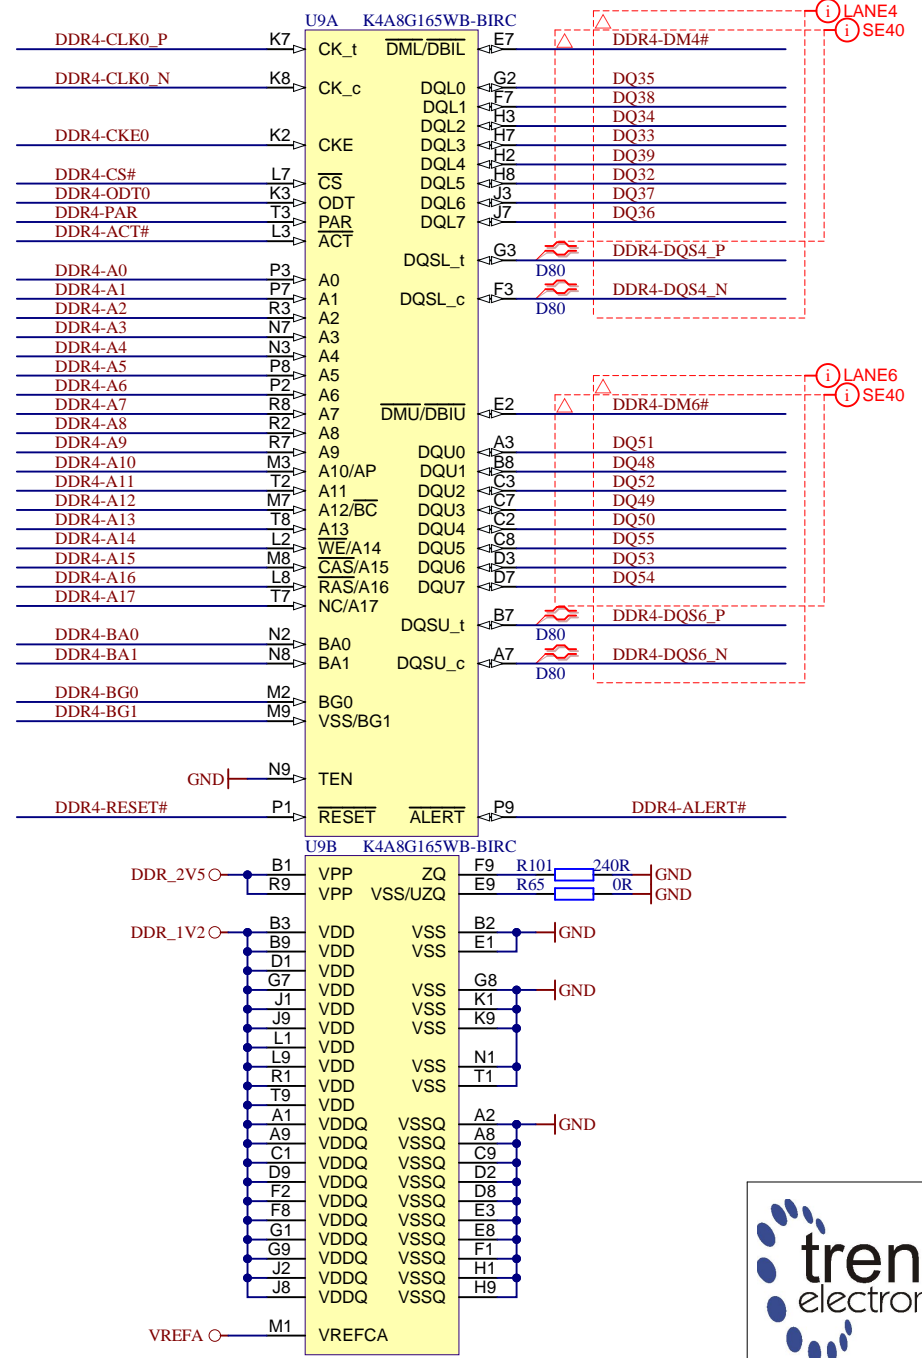 U9A K4A8G165WB-BIRC
LANE4
SE40
DDR4-CLK0_P K7 CK_t DML/DBIL E7 DDR4-DM4#
DDR4-CLK0_N K8 CK_c DQL0 G2 DQ35
DQL1 F7 DQ38
DQL2 H3 DQ34
DDR4-CKE0 K2 CKE DQL3 H7 DQ33
DQL4 H2 DQ39
DDR4-CS# L7 CS DQL5 H8 DQ32
DDR4-ODT0 K3 ODT DQL6 J3 DQ37
DDR4-PAR T3 PAR DQL7 J7 DQ36
DDR4-ACT# L3 ACT
DQSL_t G3 D80 DDR4-DQS4_P
DDR4-A0 P3 A0
DDR4-A1 P7 A1 DQSL_c F3 D80 DDR4-DQS4_N
DDR4-A2 R3 A2
DDR4-A3 N7 A3
DDR4-A4 N3 A4
DDR4-A5 P8 A5
LANE6
DDR4-A6 P2 A6
SE40
DDR4-A7 R8 A7 DMU/DBIU E2 DDR4-DM6#
DDR4-A8 R2 A8
DDR4-A9 R7 A9 DQU0 A3 DQ51
DDR4-A10 M3 A10/AP DQU1 B8 DQ48
DDR4-A11 T2 A11 DQU2 C3 DQ52
DDR4-A12 M7 A12/BC DQU3 C7 DQ49
DDR4-A13 T8 A13 DQU4 C2 DQ50
DDR4-A14 L2 WE/A14 DQU5 C8 DQ55
DDR4-A15 M8 CAS/A15 DQU6 D3 DQ53
DDR4-A16 L8 RAS/A16 DQU7 D7 DQ54
DDR4-A17 T7 NC/A17
DQSU_t B7 D80 DDR4-DQS6_P
DDR4-BA0 N2 BA0
DDR4-BA1 N8 BA1 DQSU_c A7 D80 DDR4-DQS6_N
DDR4-BG0 M2 BG0
DDR4-BG1 M9 VSS/BG1
GND N9 TEN
DDR4-RESET# P1 RESET ALERT P9 DDR4-ALERT#
U9B K4A8G165WB-BIRC
DDR_2V5 B1 VPP ZQ F9 R101 240R GND
R9 VPP VSS/UZQ E9 R65 0R GND
DDR_1V2 B3 VDD VSS B2 GND
B9 VDD VSS E1
D1 VDD
G7 VDD VSS G8 GND
J1 VDD VSS K1
J9 VDD VSS K9
L1 VDD
L9 VDD VSS N1
R1 VDD VSS T1
T9 VDD
A1 VDDQ VSSQ A2 GND
A9 VDDQ VSSQ A8
C1 VDDQ VSSQ C9
D9 VDDQ VSSQ D2
F2 VDDQ VSSQ D8
F8 VDDQ VSSQ E3
G1 VDDQ VSSQ E8
G9 VDDQ VSSQ F1
J2 VDDQ VSSQ H1
J8 VDDQ VSSQ H9
VREFA M1 VREFCA
tren
electron